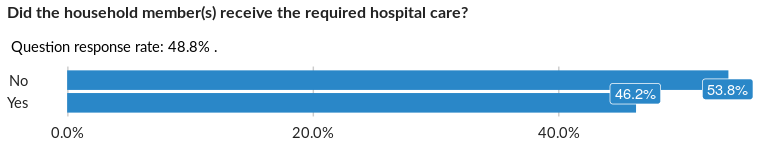 Did the household member(s) receive the required hospital care?
Question response rate: 48.8% .
No
53.8%
Yes
46.2%
0.0% 20.0% 40.0%